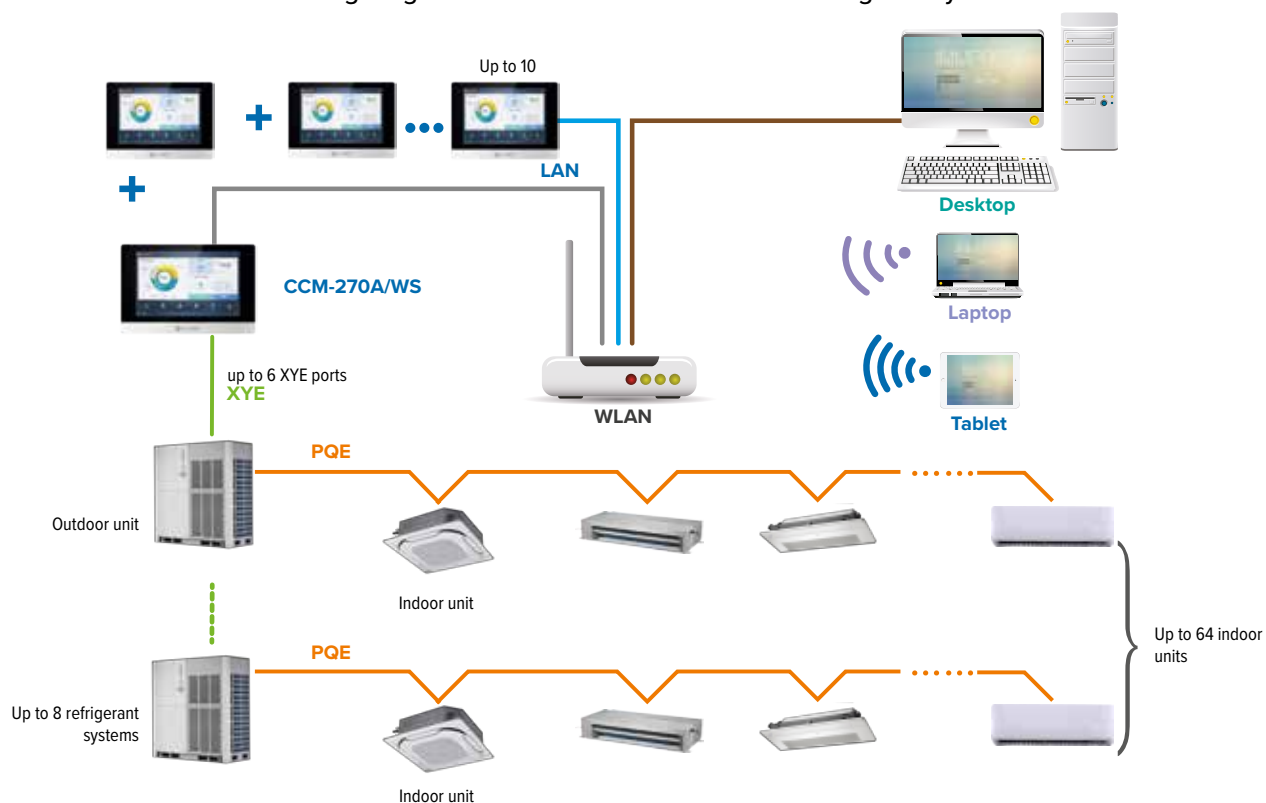 Up to 10
LAN
Desktop
CCM-270A/WS
Laptop
up to 6 XYE ports
XYE
WLAN
Tablet
PQE
Outdoor unit
Indoor unit
Up to 64 indoor
units
PQE
Up to 8 refrigerant
systems
Indoor unit